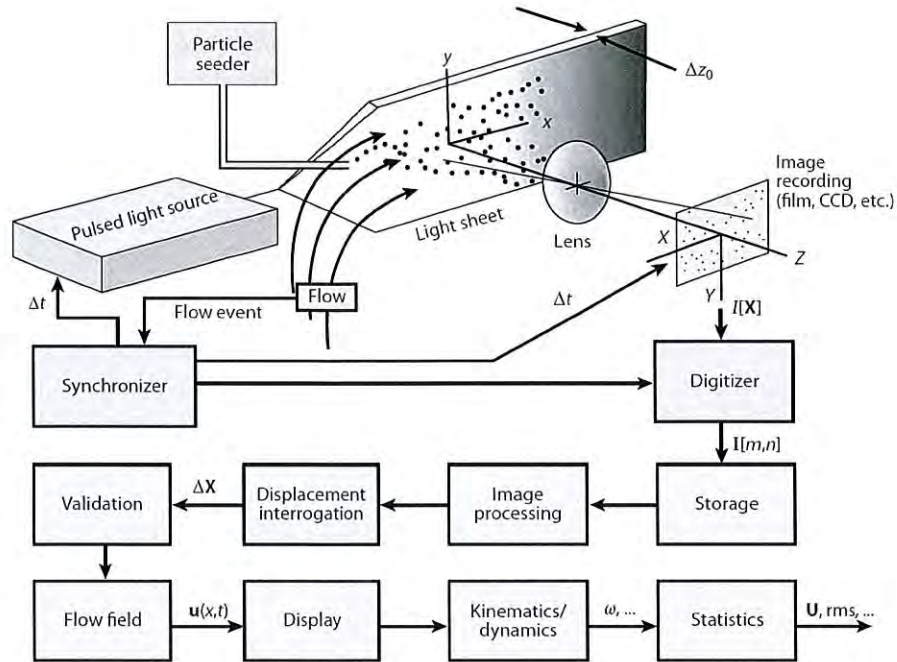 Particle
seeder
Δz₀
y
x
Image
recording
(film, CCD, etc.)
Pulsed light source
Light sheet
Lens
X
Z
Y
I[X]
Δt
Flow
Flow event
Δt
Synchronizer
Digitizer
I[m,n]
Validation
ΔX
Displacement
interrogation
Image
processing
Storage
Flow field
u(x,t)
Display
Kinematics/
dynamics
ω, ...
Statistics
U, rms, ...